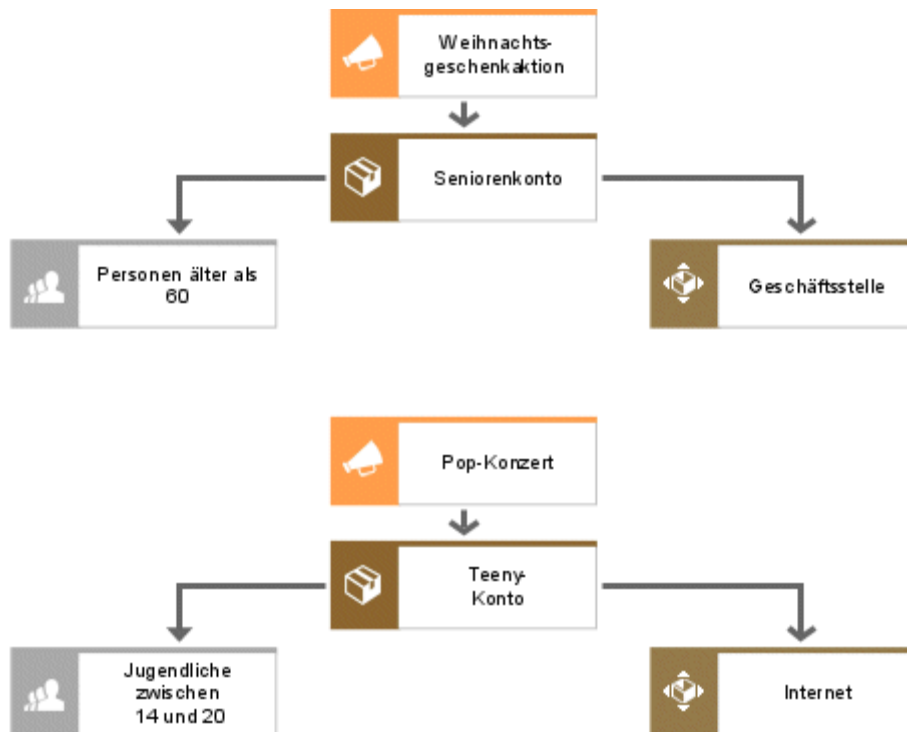 Weihnachts-
geschenkaktion
Seniorenkonto
Personen älter als
60
Geschäftsstelle
Pop-Konzert
Teeny-
Konto
Jugendliche
zwischen
14 und 20
Internet